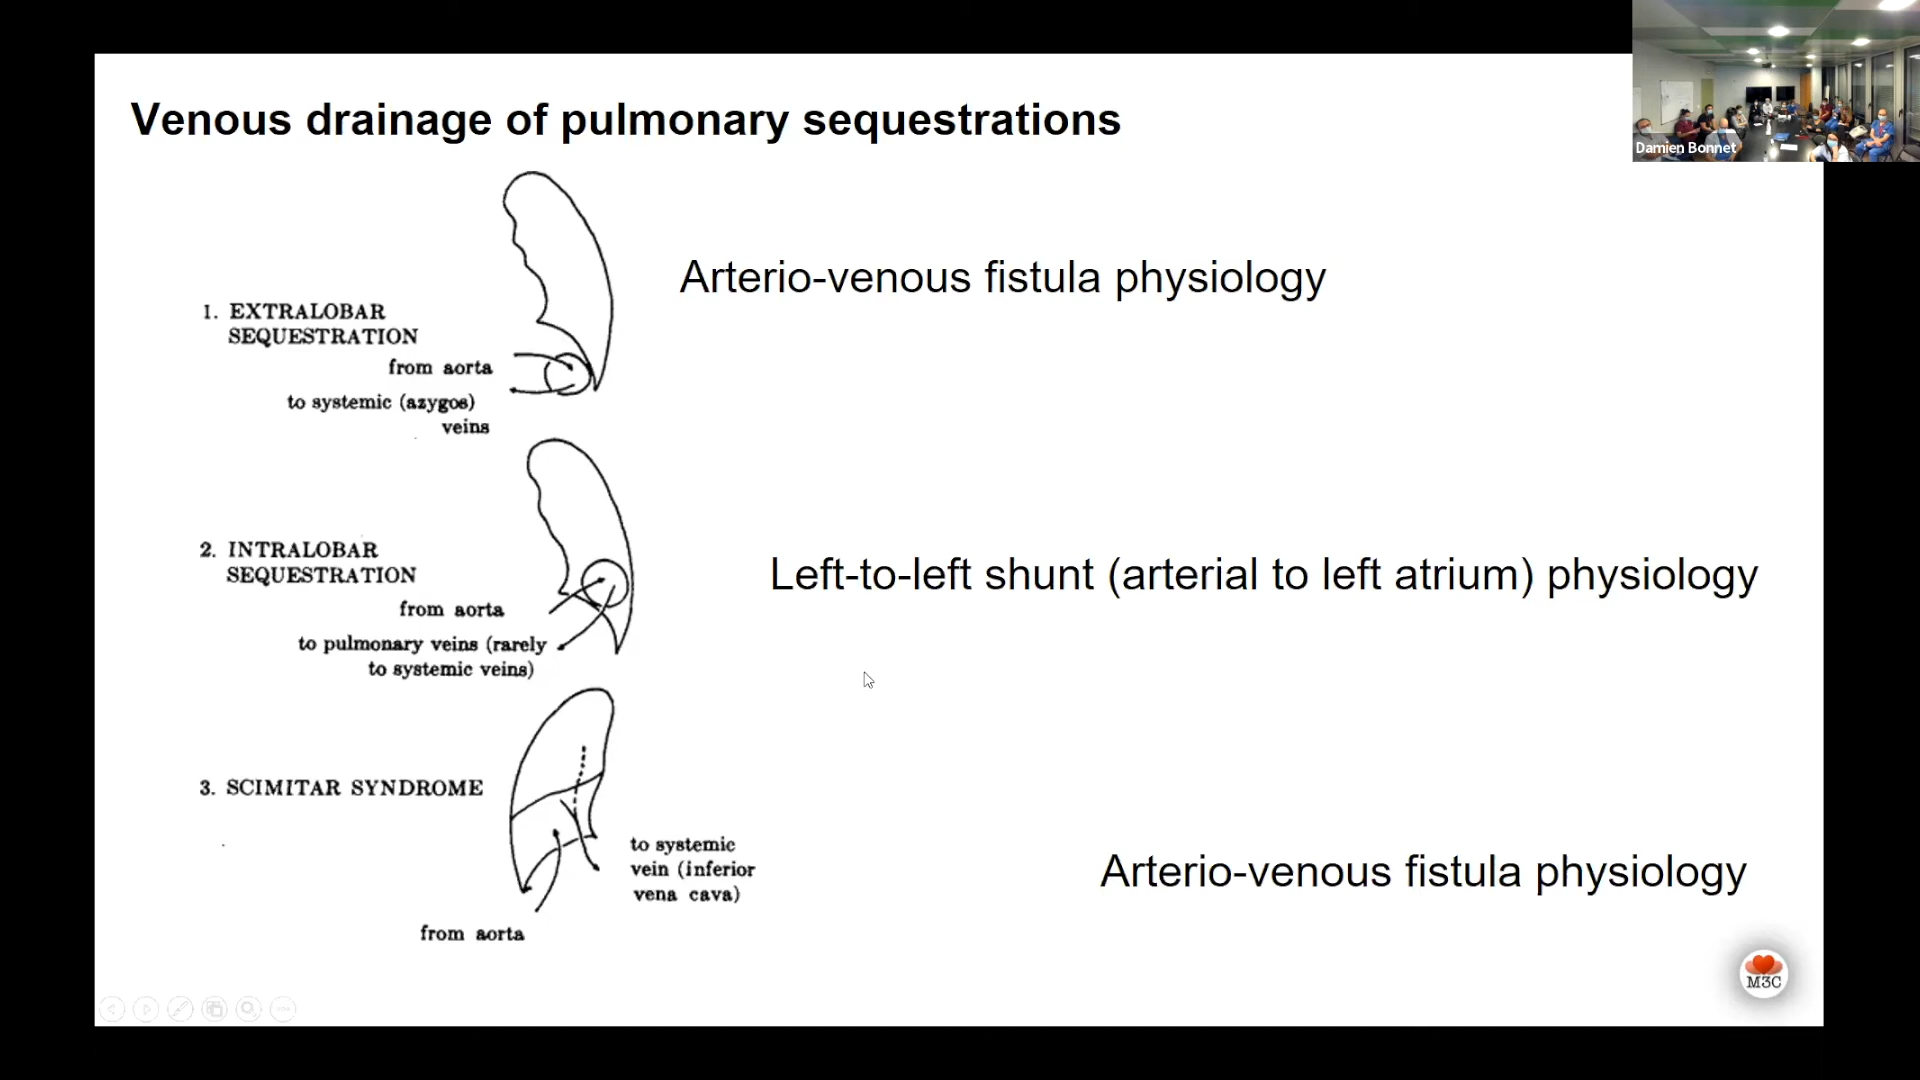 Damien Bonnet
Venous drainage of pulmonary sequestrations
Arterio-venous fistula physiology
1. EXTRALOBAR
SEQUESTRATION
from aorta
to systemic (azygos)
veins
2. INTRALOBAR
SEQUESTRATION
from aorta
to pulmonary veins (rarely
to systemic veins)
Left-to-left shunt (arterial to left atrium) physiology
3. SCIMITAR SYNDROME
to systemic
vein (inferior
vena cava)
from aorta
Arterio-venous fistula physiology
M3C